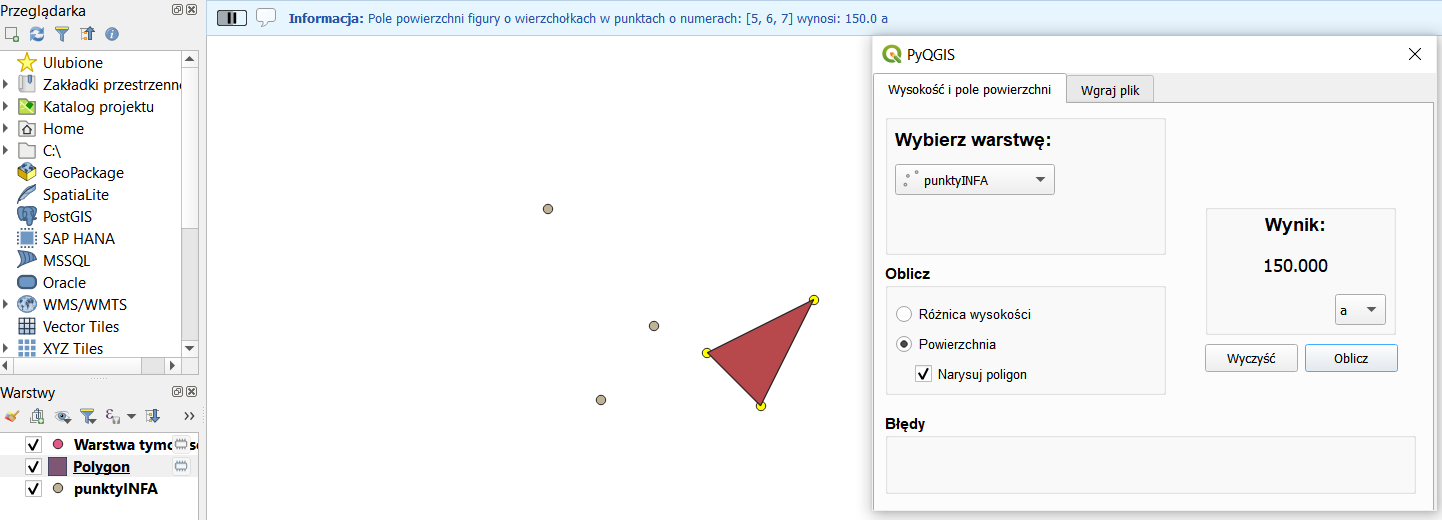 Przeglądarka
Ulubione
Zakładki przestrzenne
Katalog projektu
Home
C:\
GeoPackage
SpatiaLite
PostGIS
SAP HANA
MSSQL
Oracle
WMS/WMTS
Vector Tiles
XYZ Tiles
Warstwy
Warstwa tymc
Polygon
punktyINFA
Informacja: Pole powierzchni figury o wierzchołkach w punktach o numerach: [5, 6, 7] wynosi: 150.0 a
PyQGIS
Wysokość i pole powierzchni
Wgraj plik
Wybierz warstwę:
punktyINFA
Oblicz
Różnica wysokości
Powierzchnia
Narysuj poligon
Wynik:
150.000
a
Wyczyść
Oblicz
Błędy